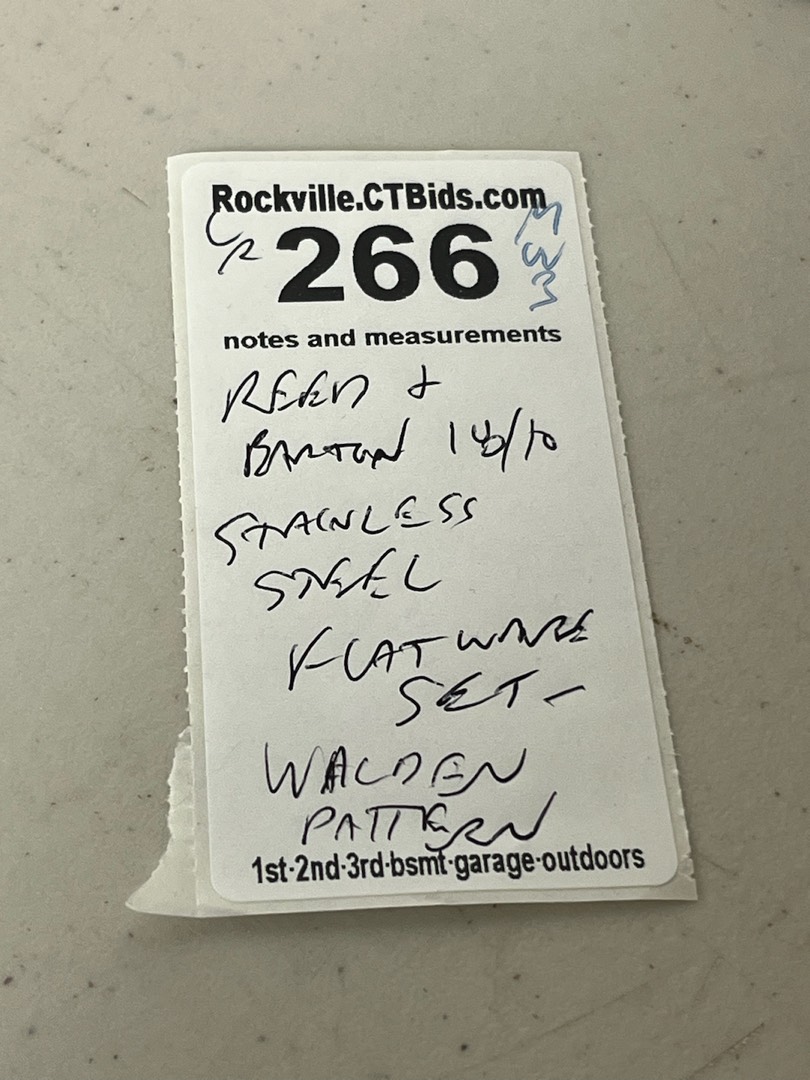 Rockville.CTBids.com
266
notes and measurements
REED +
BARTON 18/10
STAINLESS
STEEL
FLATWARE
SET -
WALDEN
PATTERN
1st·2nd·3rd·bsmt·garage·outdoors